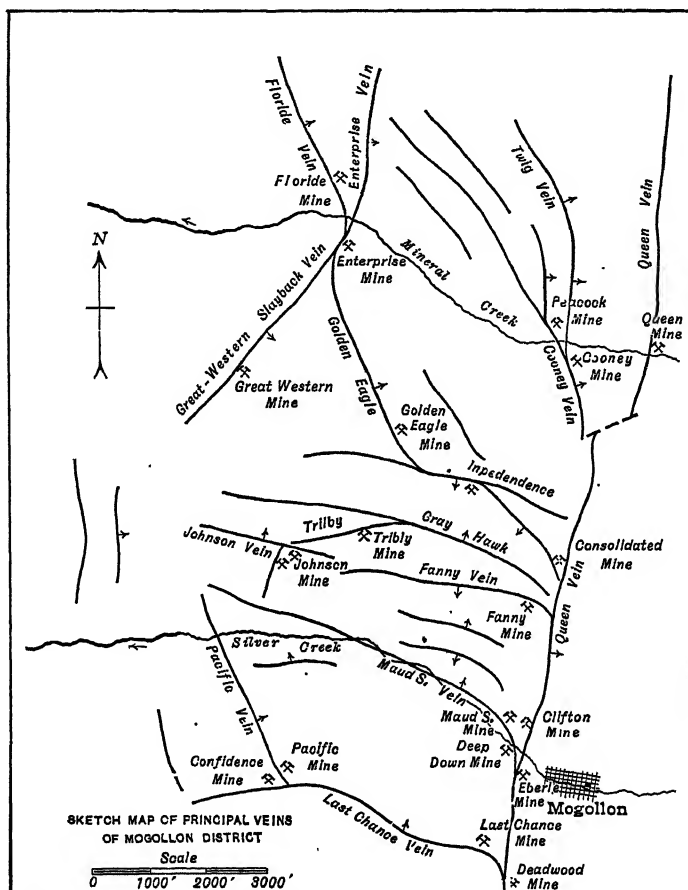 Floride
Vein
Enterprise Vein
Floride
Mine
Twig Vein
Queen Vein
N
Mineral
Creek
Enterprise
Mine
Great-Western Slayback Vein
Golden
Eagle
Peacock
Mine
Queen
Mine
Cooney
Mine
Cooney Vein
Great Western
Mine
Golden
Eagle
Mine
Inpedendence
Trilby
Gray
Hawk
Tribly
Mine
Johnson Vein
Johnson
Mine
Consolidated
Mine
Fanny Vein
Fanny
Mine
Queen Vein
Silver
Creek
Maud S. Vein
Pacific
Vein
Maud S.
Mine
Clifton
Mine
Deep
Down Mine
Eberle
Mine
Mogollon
Pacific
Mine
Confidence
Mine
Last Chance Vein
Last Chance
Mine
Deadwood
Mine
SKETCH MAP OF PRINCIPAL VEINS
OF MOGOLLON DISTRICT
Scale
0 1000' 2000' 3000'